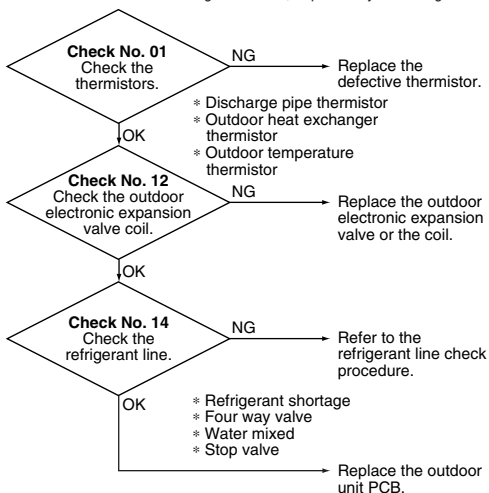 Check No. 01
Check the
thermistors.
NG
Replace the
defective thermistor.
* Discharge pipe thermistor
* Outdoor heat exchanger
thermistor
* Outdoor temperature
thermistor
OK
Check No. 12
Check the outdoor
electronic expansion
valve coil.
NG
Replace the outdoor
electronic expansion
valve or the coil.
OK
Check No. 14
Check the
refrigerant line.
NG
Refer to the
refrigerant line check
procedure.
OK
* Refrigerant shortage
* Four way valve
* Water mixed
* Stop valve
Replace the outdoor
unit PCB.